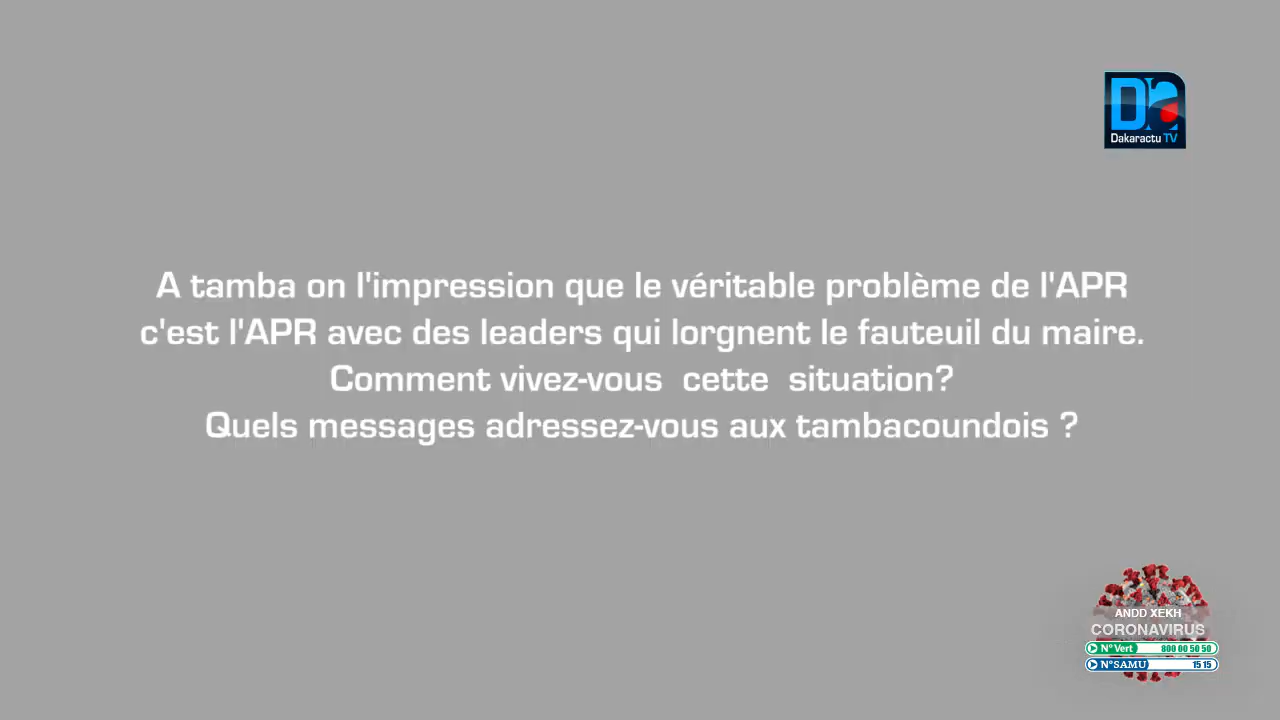 Dakaractu TV
A tamba on l'impression que le véritable problème de l'APR
c'est l'APR avec des leaders qui lorgnent le fauteuil du maire.
Comment vivez-vous cette situation?
Quels messages adressez-vous aux tambacoundois ?
ANDD XEKH
CORONAVIRUS
N°Vert 800 00 50 50
N°SAMU 15 15